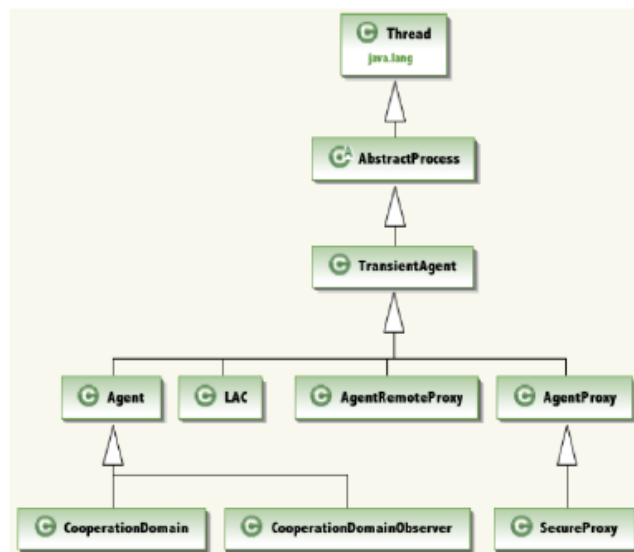 C Thread
java.lang
C A AbstractProcess
C TransientAgent
C Agent
C LAC
C AgentRemoteProxy
C AgentProxy
C CooperationDomain
C CooperationDomainObserver
C SecureProxy